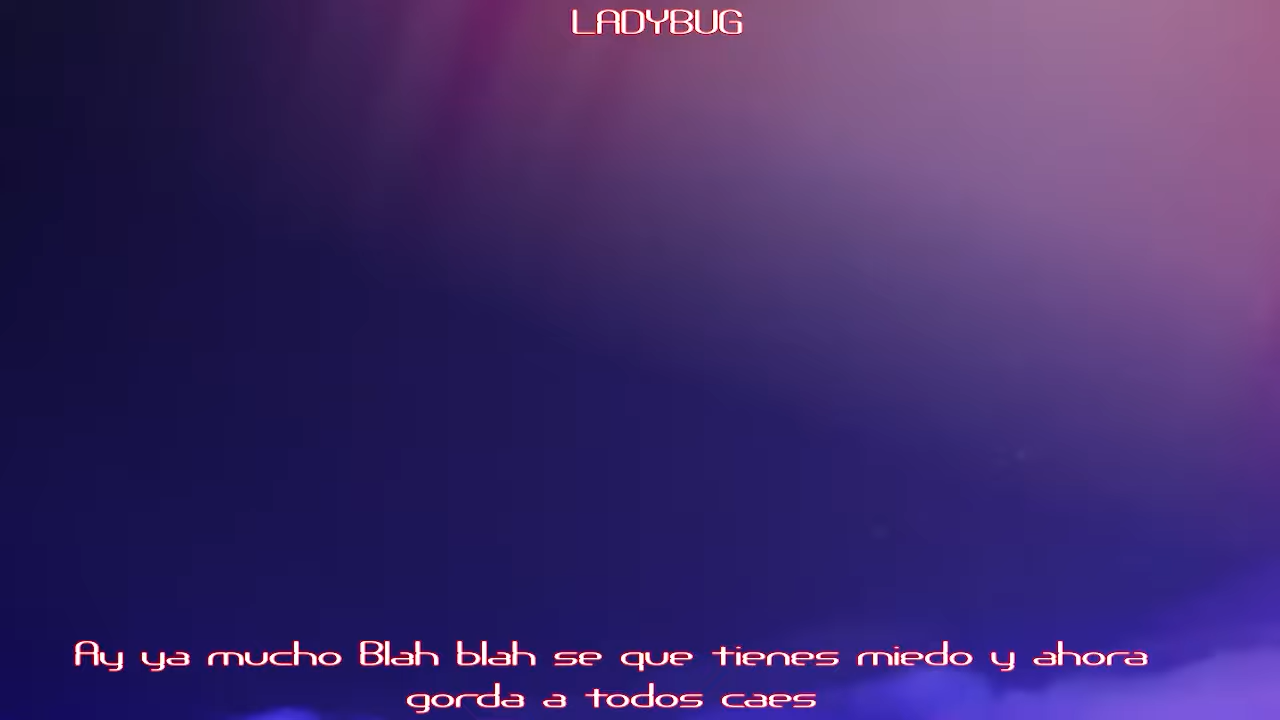 LADYBUG
Ay ya mucho Blah blah se que tienes miedo y ahora
gorda a todos caes